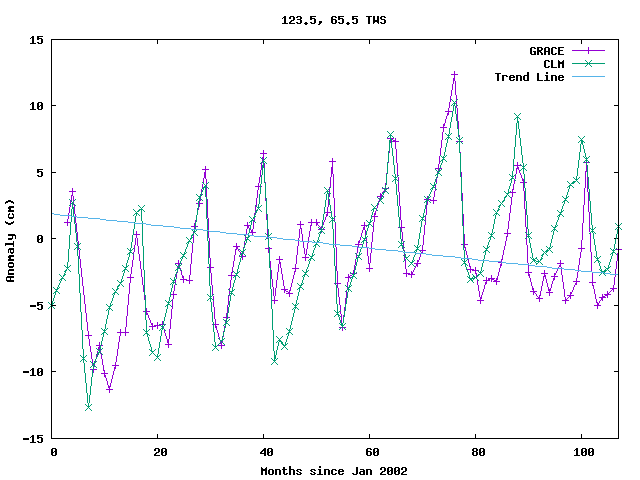 123.5, 65.5 TWS
GRACE
CLM
Trend Line
15
10
5
0
-5
-10
-15
Anomaly (cm)
0 20 40 60 80 100
Months since Jan 2002